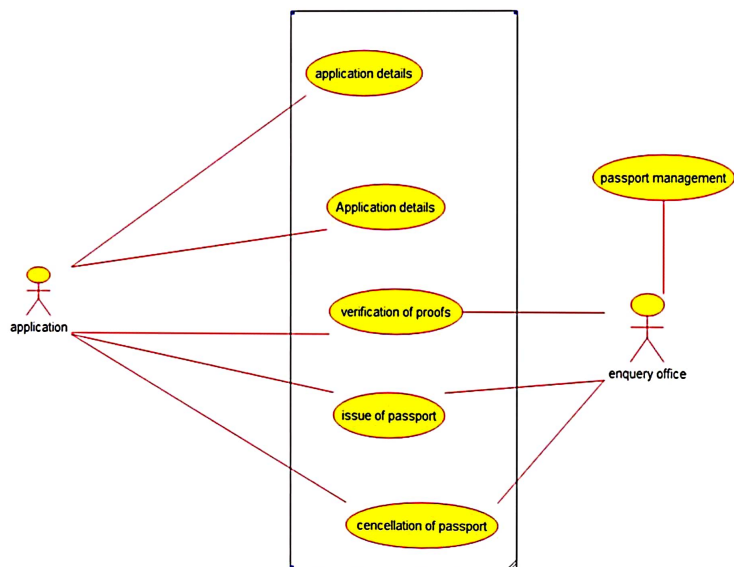 application details
passport management
Application details
verification of proofs
application
enquery office
issue of passport
cencellation of passport